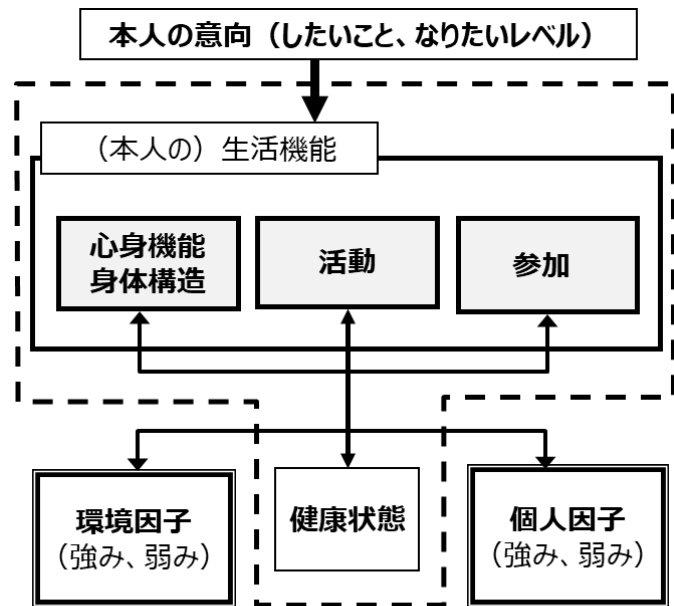 本人の意向（したいこと、なりたいレベル）
（本人の）生活機能
心身機能
身体構造
活動
参加
環境因子
（強み、弱み）
健康状態
個人因子
（強み、弱み）